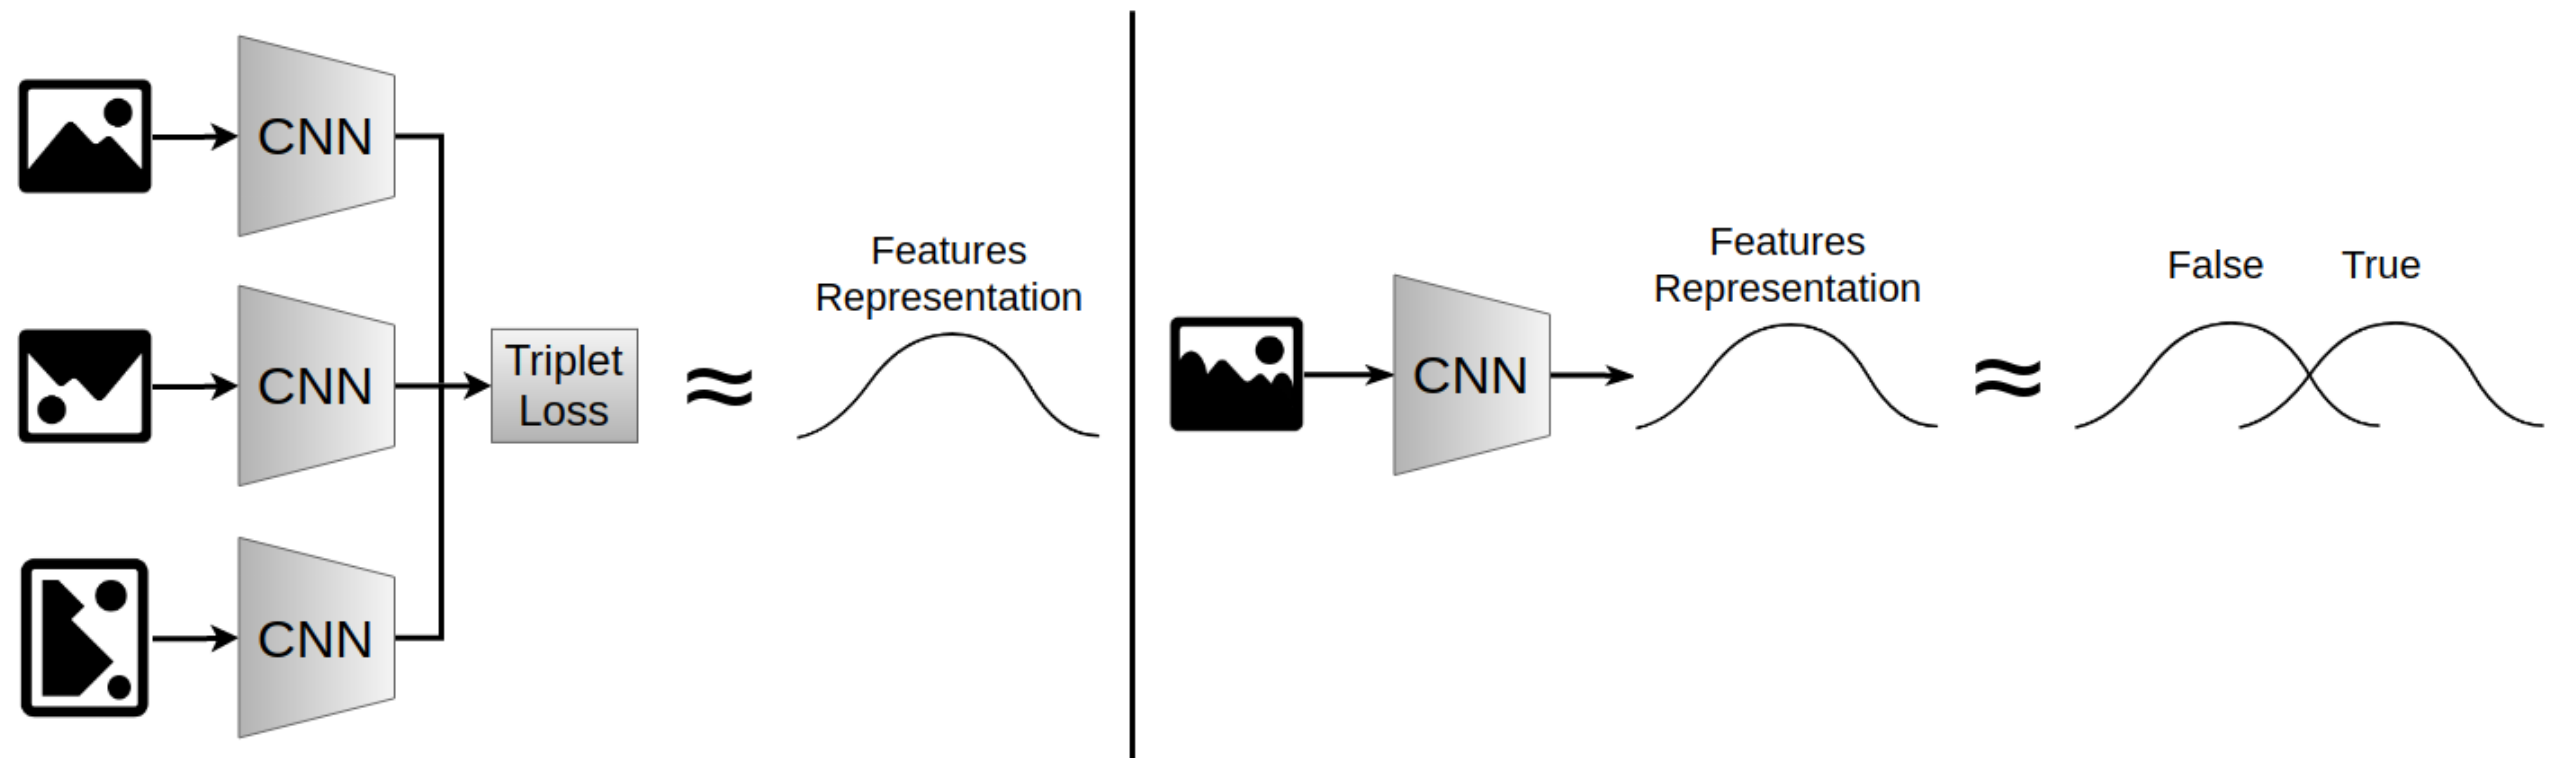 CNN
CNN
CNN
Triplet
Loss
≈
Features
Representation
CNN
Features
Representation
≈
False
True